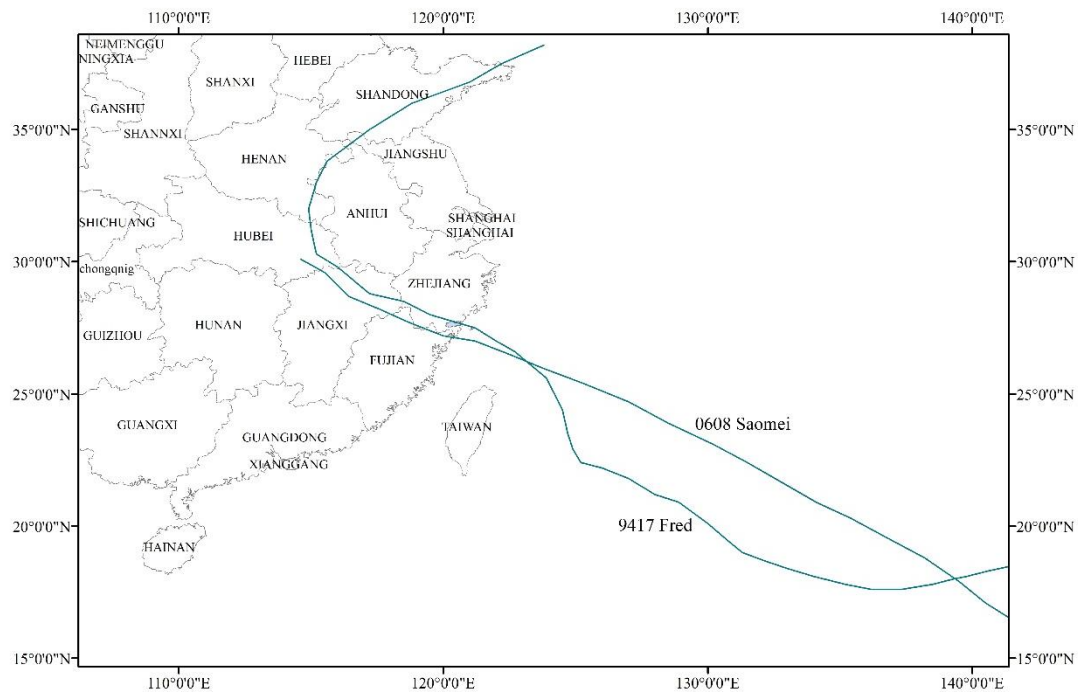 110°0'0"E 120°0'0"E 130°0'0"E 140°0'0"E
NEIMENGGU
NINGXIA
HEBEI
SHANXI
SHANDONG
GANSHU
35°0'0"N 35°0'0"N
SHANNXI
HENAN
JIANGSHU
ANHUI
SHANGHAI
SHICHUANG
HUBEI
SHANGHAI
30°0'0"N 30°0'0"N
chongqnig
ZHEJIANG
GUIZHOU
HUNAN
JIANGXI
FUJIAN
25°0'0"N 25°0'0"N
GUANGXI
TAIWAN
0608 Saomei
GUANGDONG
XIANGGANG
20°0'0"N 20°0'0"N
9417 Fred
HAINAN
15°0'0"N 15°0'0"N
110°0'0"E 120°0'0"E 130°0'0"E 140°0'0"E